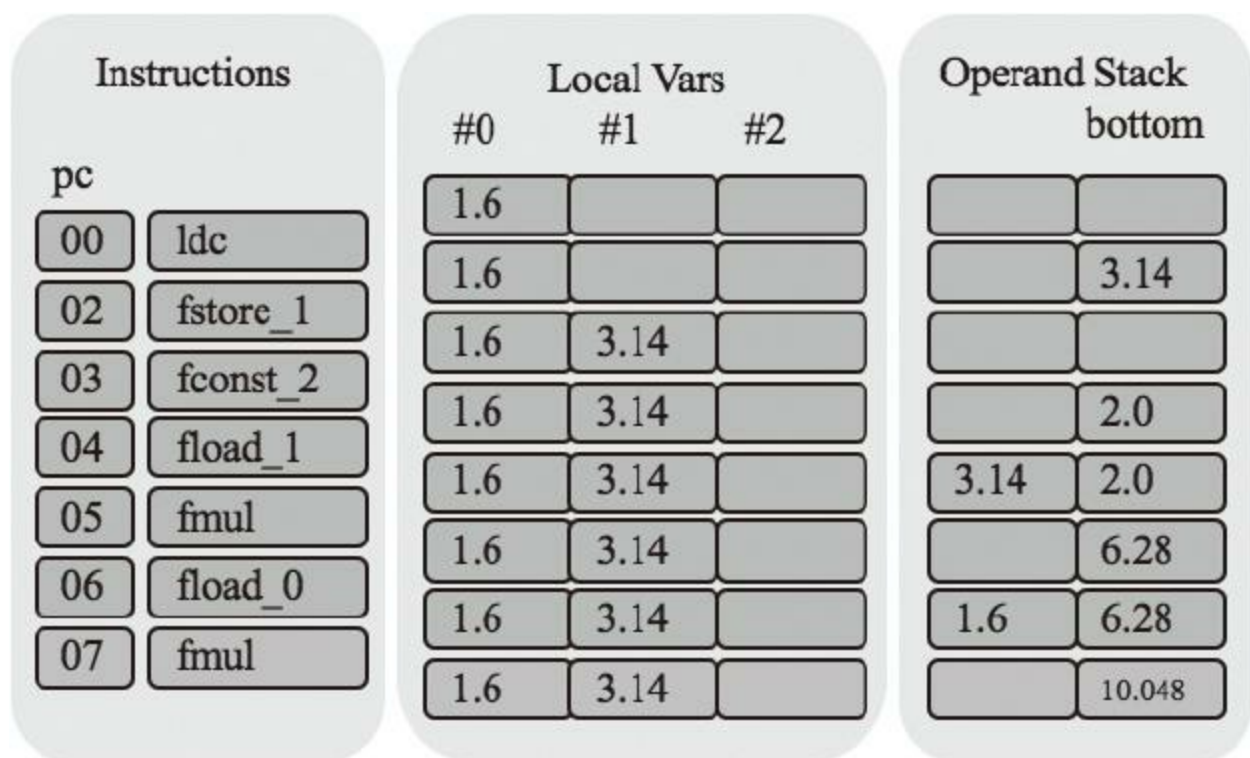 Instructions
pc
00 ldc
02 fstore_1
03 fconst_2
04 fload_1
05 fmul
06 fload_0
07 fmul
Local Vars
#0 #1 #2
1.6
1.6
1.6 3.14
1.6 3.14
1.6 3.14
1.6 3.14
1.6 3.14
1.6 3.14
Operand Stack
bottom
3.14
2.0
3.14 2.0
6.28
1.6 6.28
10.048